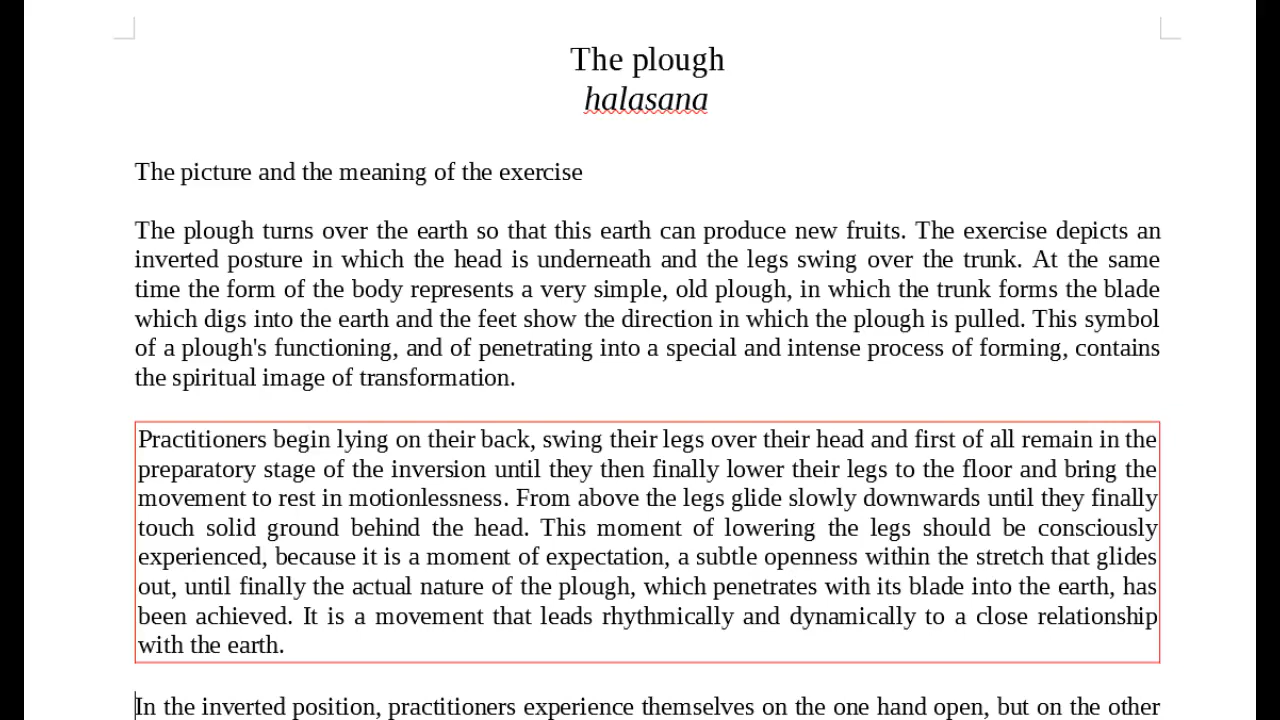 The plough
halasana
The picture and the meaning of the exercise
The plough turns over the earth so that this earth can produce new fruits. The exercise depicts an
inverted posture in which the head is underneath and the legs swing over the trunk. At the same
time the form of the body represents a very simple, old plough, in which the trunk forms the blade
which digs into the earth and the feet show the direction in which the plough is pulled. This symbol
of a plough's functioning, and of penetrating into a special and intense process of forming, contains
the spiritual image of transformation.
Practitioners begin lying on their back, swing their legs over their head and first of all remain in the
preparatory stage of the inversion until they then finally lower their legs to the floor and bring the
movement to rest in motionlessness. From above the legs glide slowly downwards until they finally
touch solid ground behind the head. This moment of lowering the legs should be consciously
experienced, because it is a moment of expectation, a subtle openness within the stretch that glides
out, until finally the actual nature of the plough, which penetrates with its blade into the earth, has
been achieved. It is a movement that leads rhythmically and dynamically to a close relationship
with the earth.
In the inverted position, practitioners experience themselves on the one hand open, but on the other